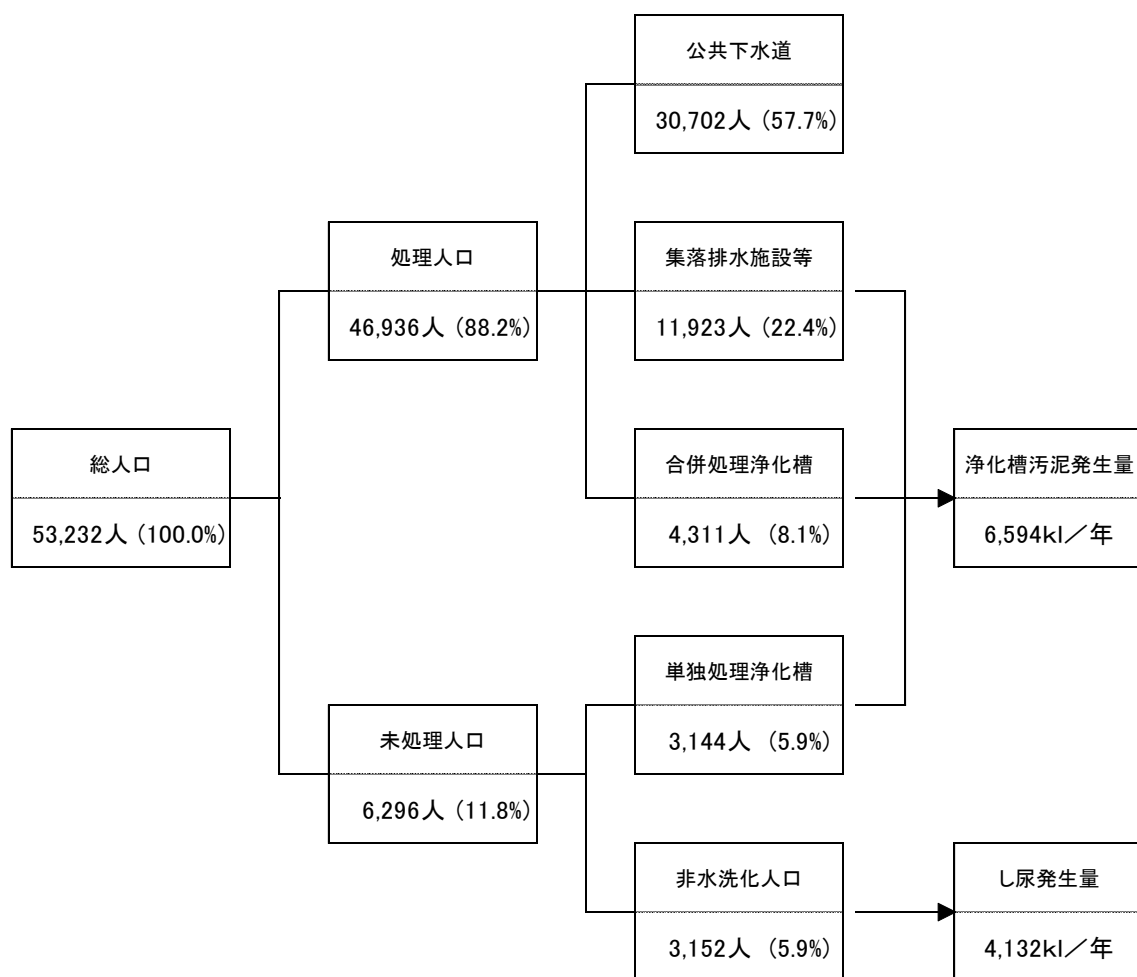 公共下水道
30,702人 (57.7%)
処理人口
46,936人 (88.2%)
集落排水施設等
11,923人 (22.4%)
総人口
53,232人 (100.0%)
合併処理浄化槽
4,311人 (8.1%)
浄化槽汚泥発生量
6,594kl／年
単独処理浄化槽
3,144人 (5.9%)
未処理人口
6,296人 (11.8%)
非水洗化人口
3,152人 (5.9%)
し尿発生量
4,132kl／年